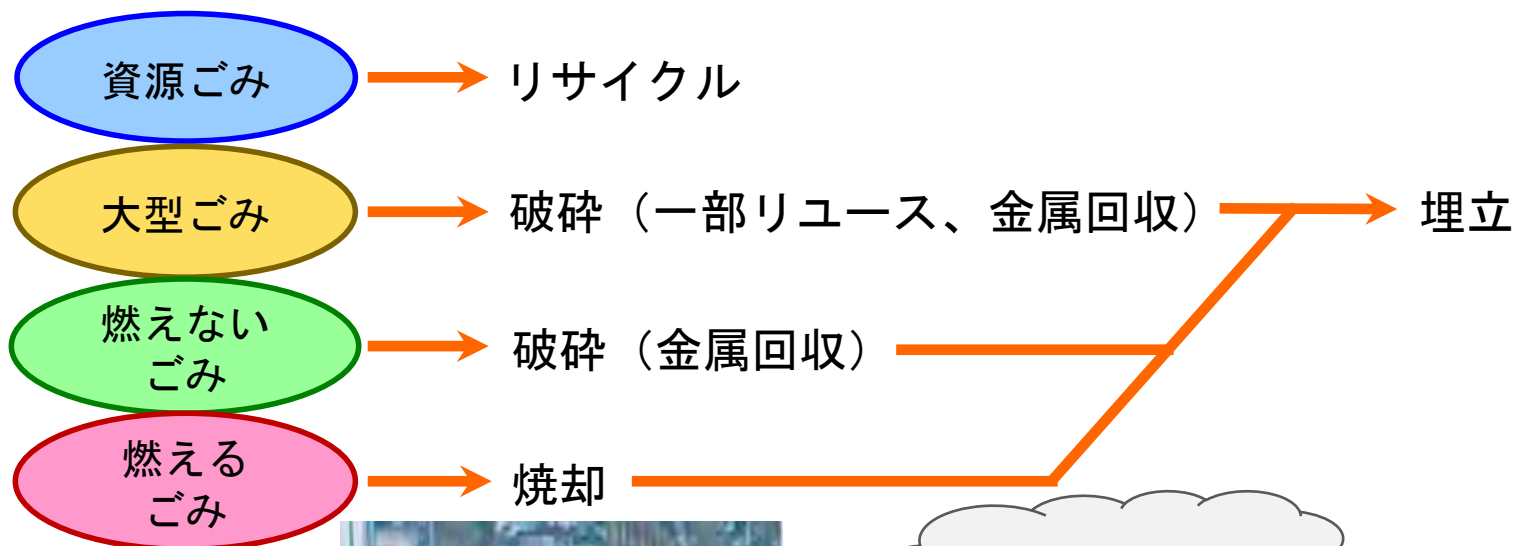 資源ごみ
リサイクル
大型ごみ
破砕（一部リユース、金属回収）
埋立
燃えない
ごみ
破砕（金属回収）
燃える
ごみ
焼却